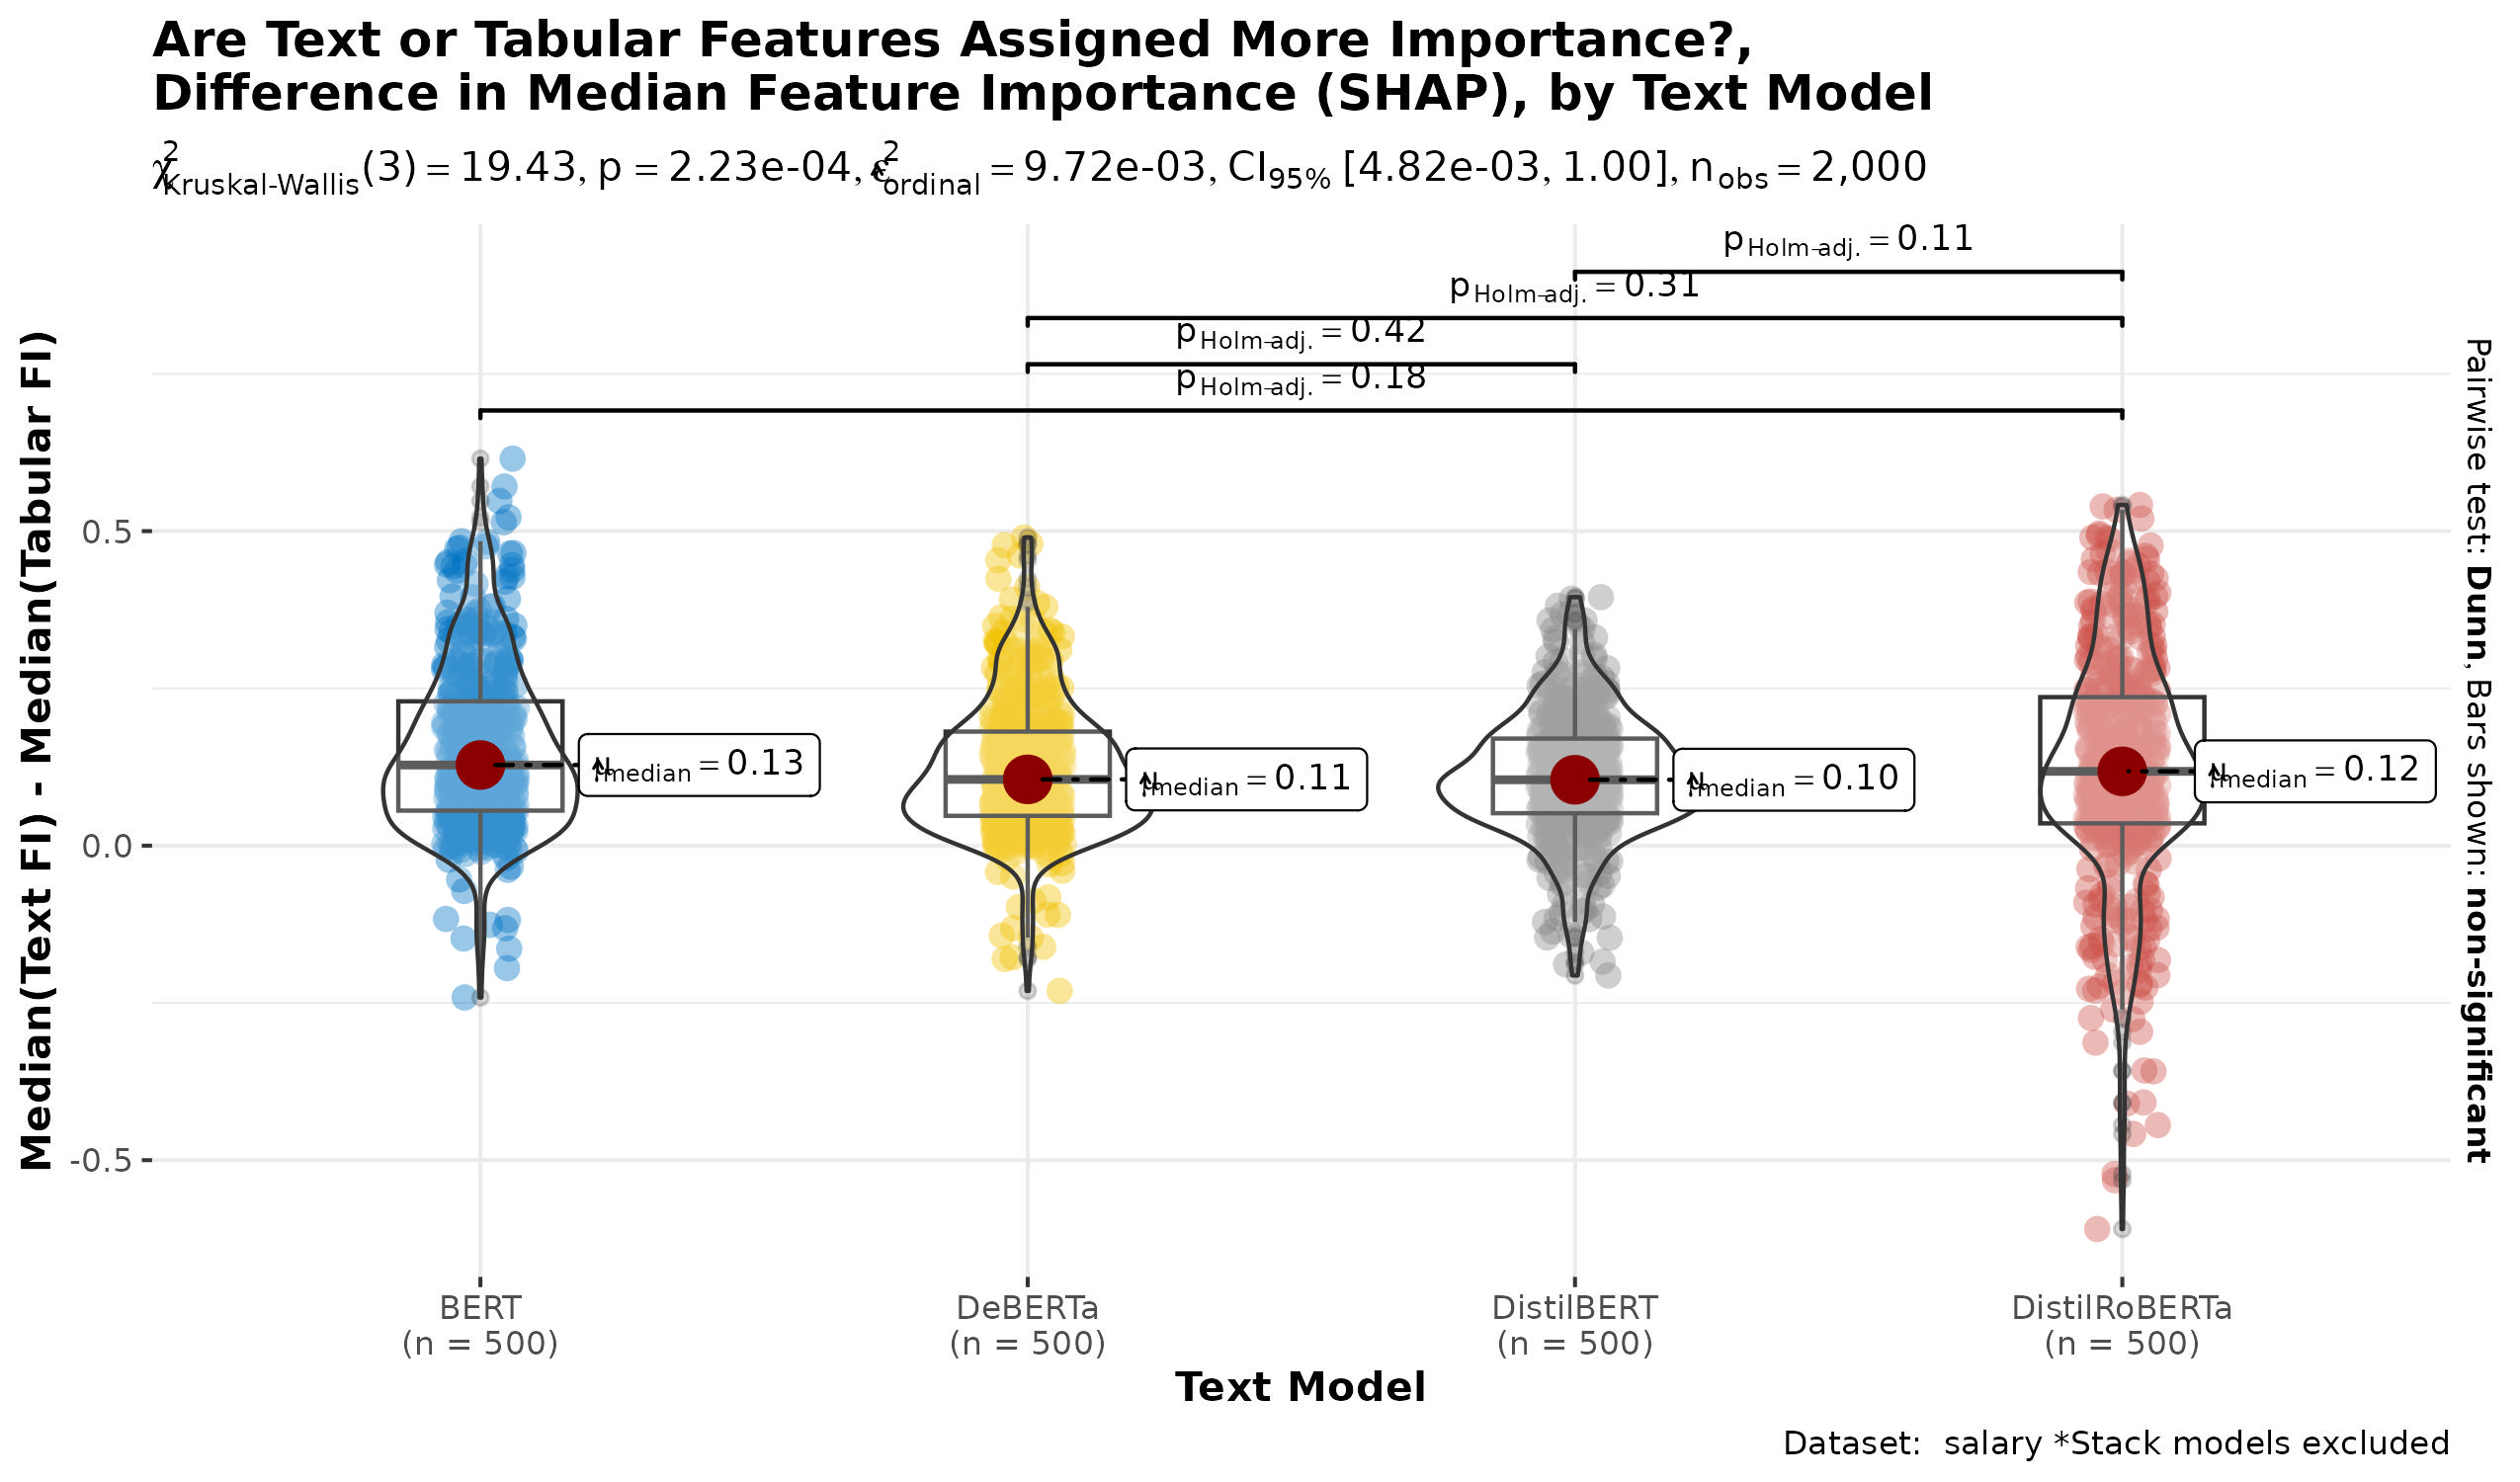 Are Text or Tabular Features Assigned More Importance?,
Difference in Median Feature Importance (SHAP), by Text Model
χ²Kruskal-Wallis(3) = 19.43, p = 2.23e-04, ε̂²ordinal = 9.72e-03, CI95% [4.82e-03, 1.00], nobs = 2,000
pHolm-adj. = 0.11
pHolm-adj. = 0.31
pHolm-adj. = 0.42
pHolm-adj. = 0.18
Median(Text FI) - Median(Tabular FI)
0.5
0.0
-0.5
μ̂median = 0.13
μ̂median = 0.11
μ̂median = 0.10
μ̂median = 0.12
Pairwise test: Dunn, Bars shown: non-significant
BERT
(n = 500)
DeBERTa
(n = 500)
DistilBERT
(n = 500)
DistilRoBERTa
(n = 500)
Text Model
Dataset:  salary *Stack models excluded